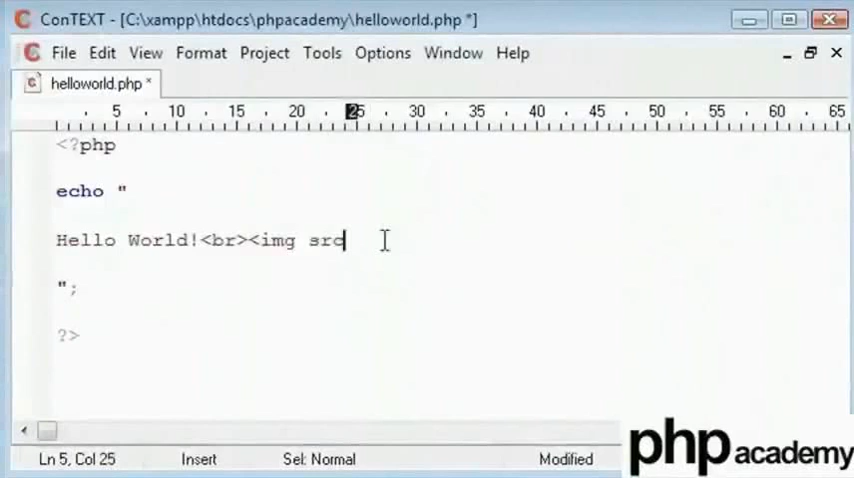 ConTEXT - [C:\xampp\htdocs\phpacademy\helloworld.php *]
File Edit View Format Project Tools Options Window Help
helloworld.php *
5 10 15 20 25 30 35 40 45 50 55 60 65
<?php
echo "
Hello World!<br><img src
";
?>
Ln 5, Col 25 Insert Sel: Normal Modified
php academy